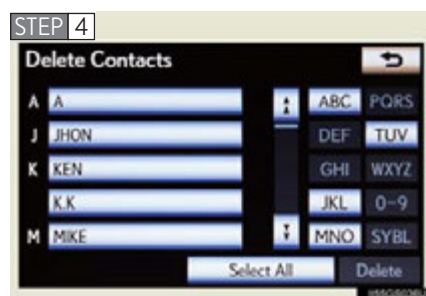 STEP 4
Delete Contacts
A A ABC PQRS
J JHON DEF TUV
K KEN GHI WXYZ
K.K JKL 0-9
M MIKE MNO SYBL
Select All Delete